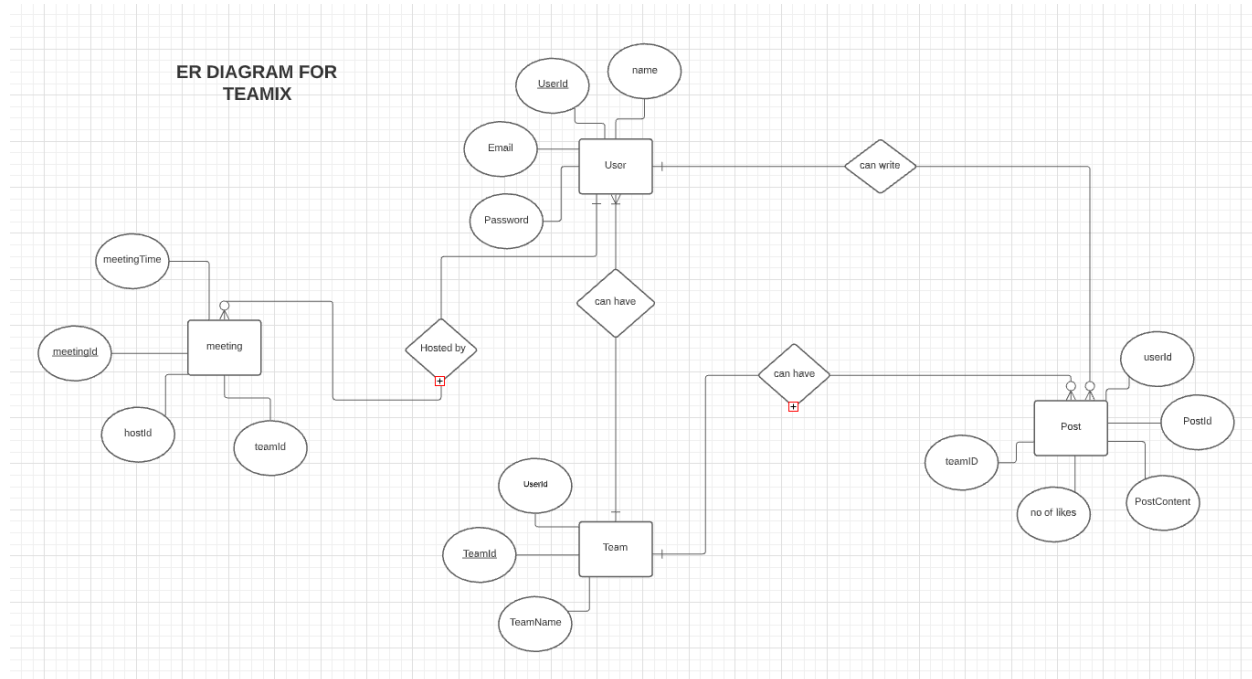 ER DIAGRAM FOR
TEAMIX
UserId
name
Email
User
can write
Password
meetingTime
can have
meeting
Hosted by
can have
userId
meetingId
PostId
Post
hostId
teamId
teamID
PostContent
no of likes
UserId
TeamId
Team
TeamName